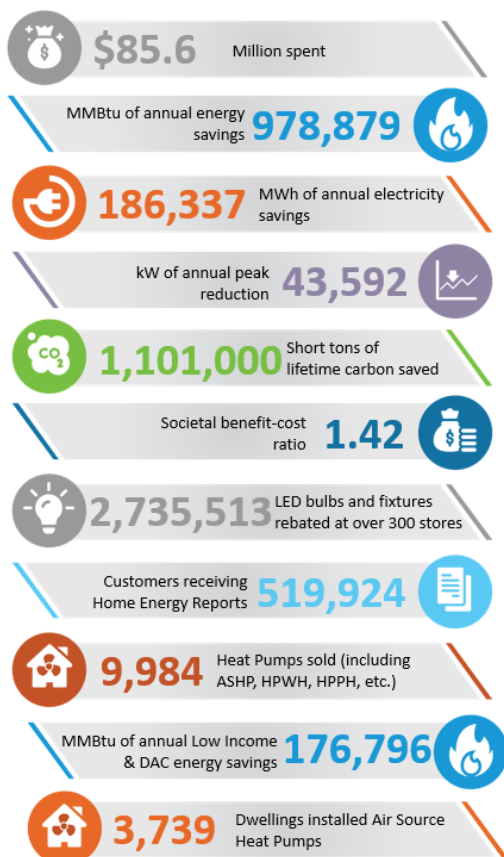 $85.6 Million spent
MMBtu of annual energy
savings 978,879
186,337 MWh of annual electricity
savings
kW of annual peak
reduction 43,592
CO2
1,101,000 Short tons of
lifetime carbon saved
Societal benefit-cost
ratio 1.42
2,735,513 LED bulbs and fixtures
rebated at over 300 stores
Customers receiving
Home Energy Reports 519,924
9,984 Heat Pumps sold (including
ASHP, HPWH, HPPH, etc.)
MMBtu of annual Low Income
& DAC energy savings 176,796
3,739 Dwellings installed Air Source
Heat Pumps